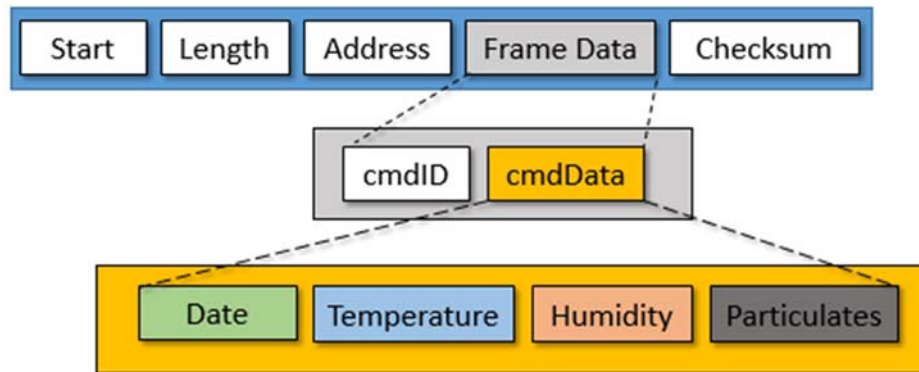 Start Length Address Frame Data Checksum
cmdID cmdData
Date Temperature Humidity Particulates